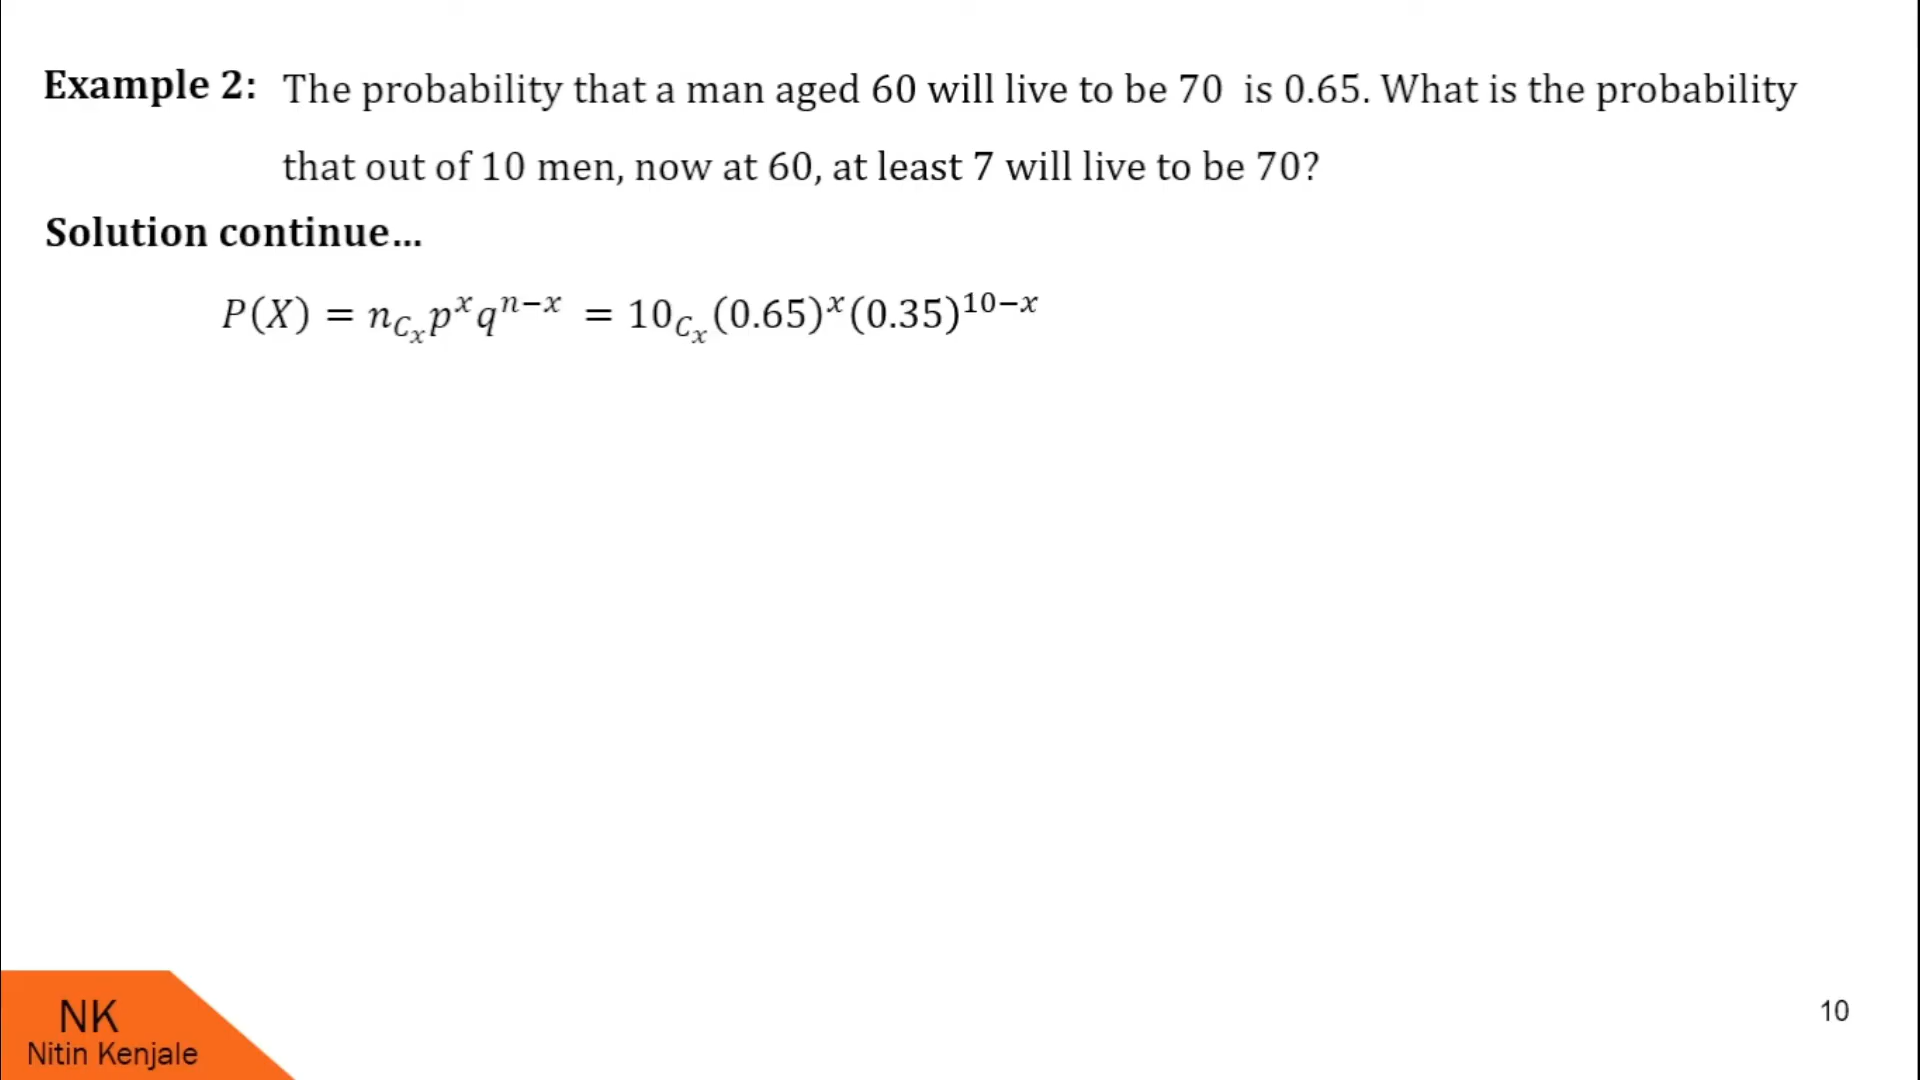 Example 2: The probability that a man aged 60 will live to be 70 is 0.65. What is the probability
that out of 10 men, now at 60, at least 7 will live to be 70?
Solution continue...
P(X) = n_{C_x} p^x q^{n−x} = 10_{C_x} (0.65)^x (0.35)^{10−x}
NK
Nitin Kenjale
10